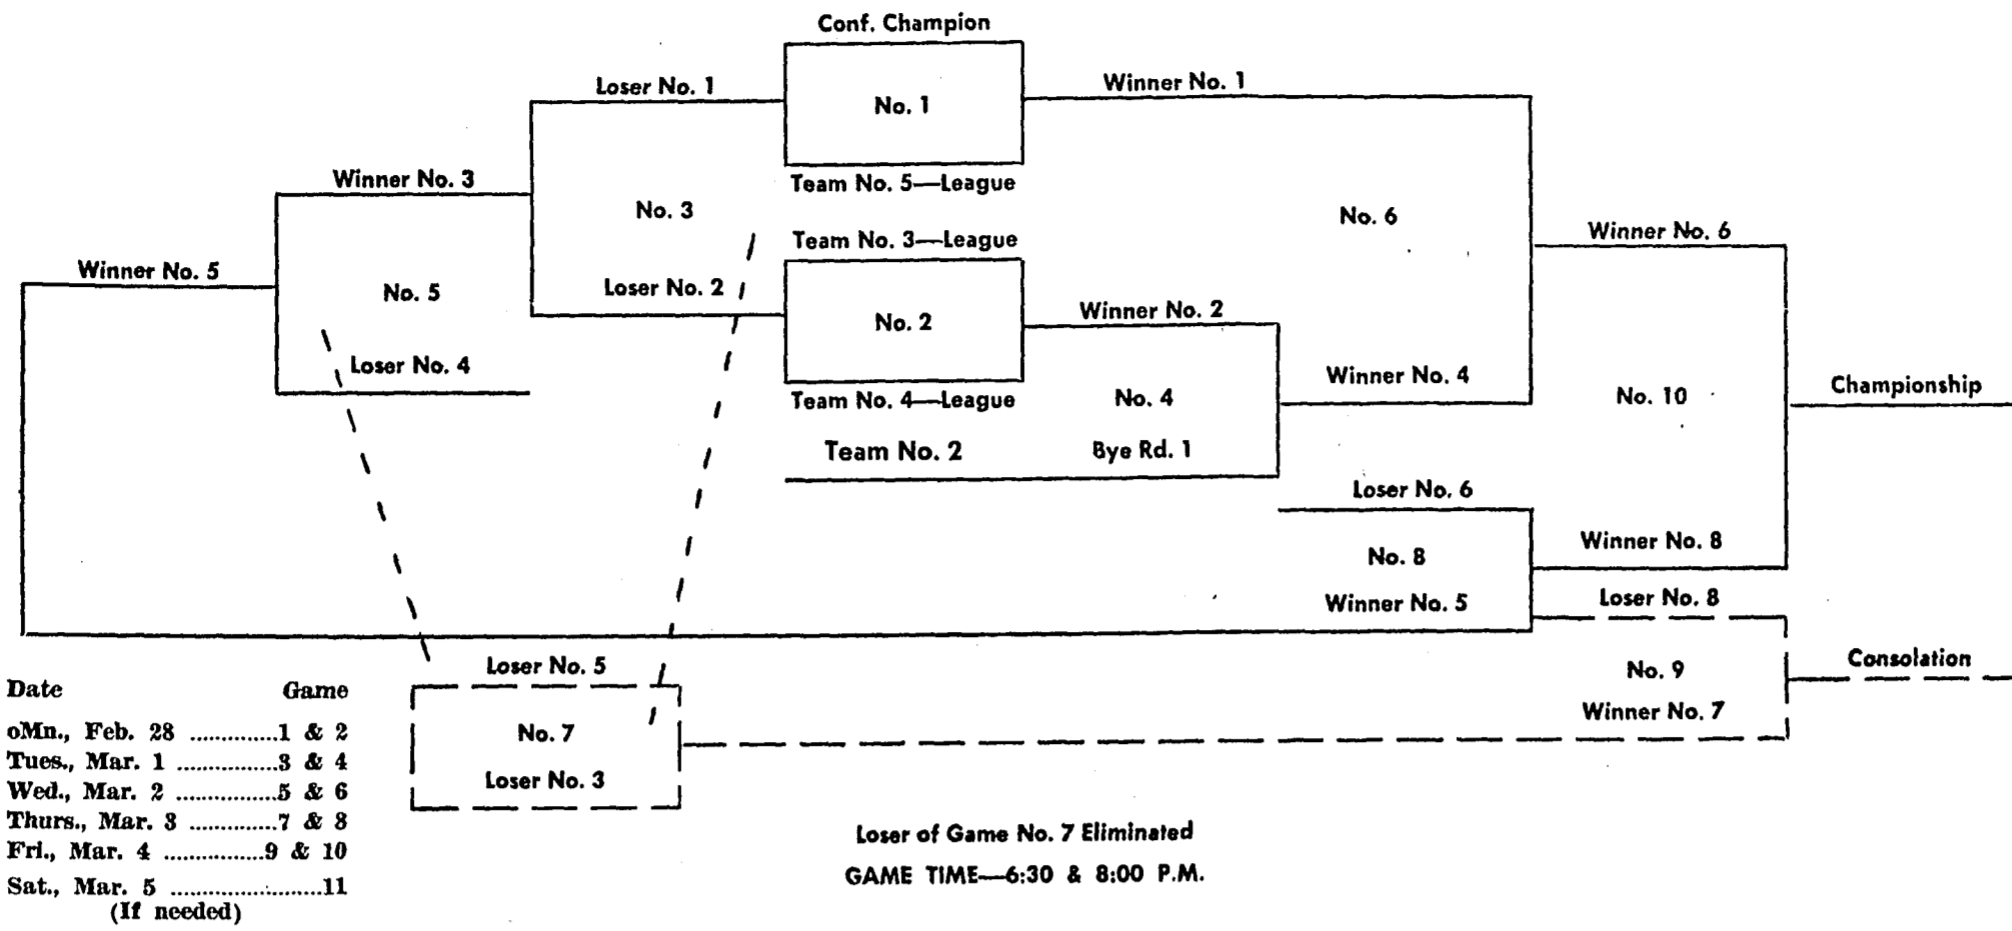 Conf. Champion
Loser No. 1
No. 1
Winner No. 1
Winner No. 3
Team No. 5—League
No. 3
No. 6
Team No. 3—League
Winner No. 6
Winner No. 5
No. 5
Loser No. 2
No. 2
Winner No. 2
Loser No. 4
Winner No. 4
Team No. 4—League
No. 4
No. 10
Championship
Team No. 2
Bye Rd. 1
Loser No. 6
No. 8
Winner No. 8
Winner No. 5
Loser No. 8
Loser No. 5
No. 9
Consolation
Winner No. 7
No. 7
Loser No. 3
Date Game
oMn., Feb. 28 ..............1 & 2
Tues., Mar. 1 ................3 & 4
Wed., Mar. 2 ................5 & 6
Thurs., Mar. 3 ..............7 & 8
Fri., Mar. 4 ................9 & 10
Sat., Mar. 5 ........................11
(If needed)
Loser of Game No. 7 Eliminated
GAME TIME—6:30 & 8:00 P.M.